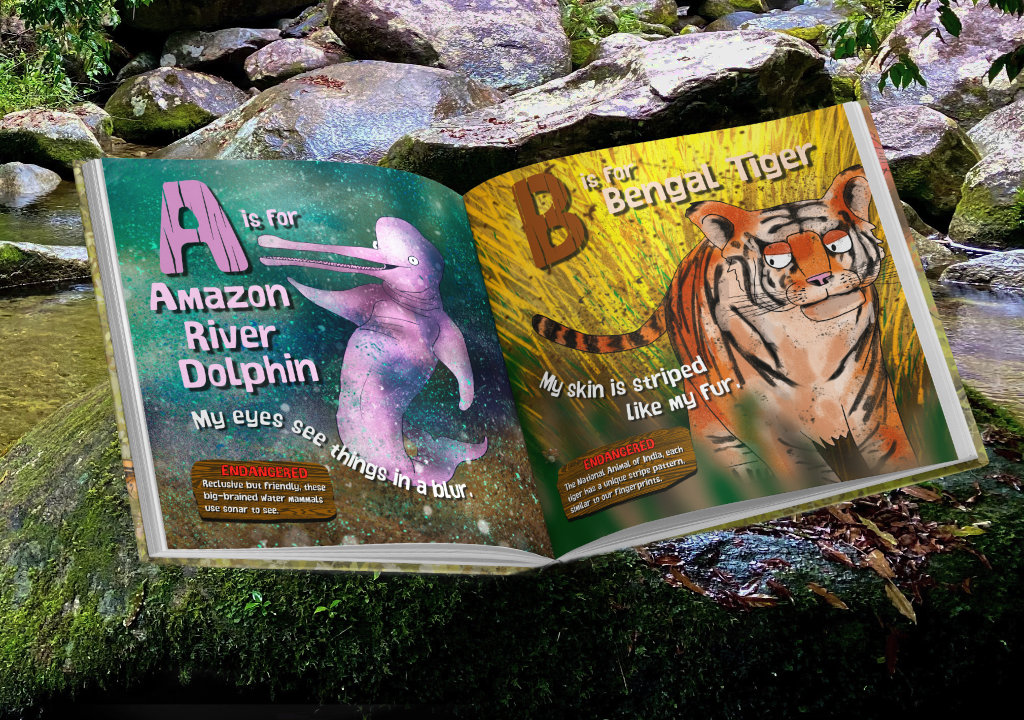 A is for
Amazon
River
Dolphin
My eyes see things in a blur.
ENDANGERED
Reclusive but friendly, these
big-brained water mammals
use sonar to see.
B is for
Bengal Tiger
My skin is striped
like my fur.
ENDANGERED
The National Animal of India, each
tiger has a unique stripe pattern,
similar to our fingerprints.